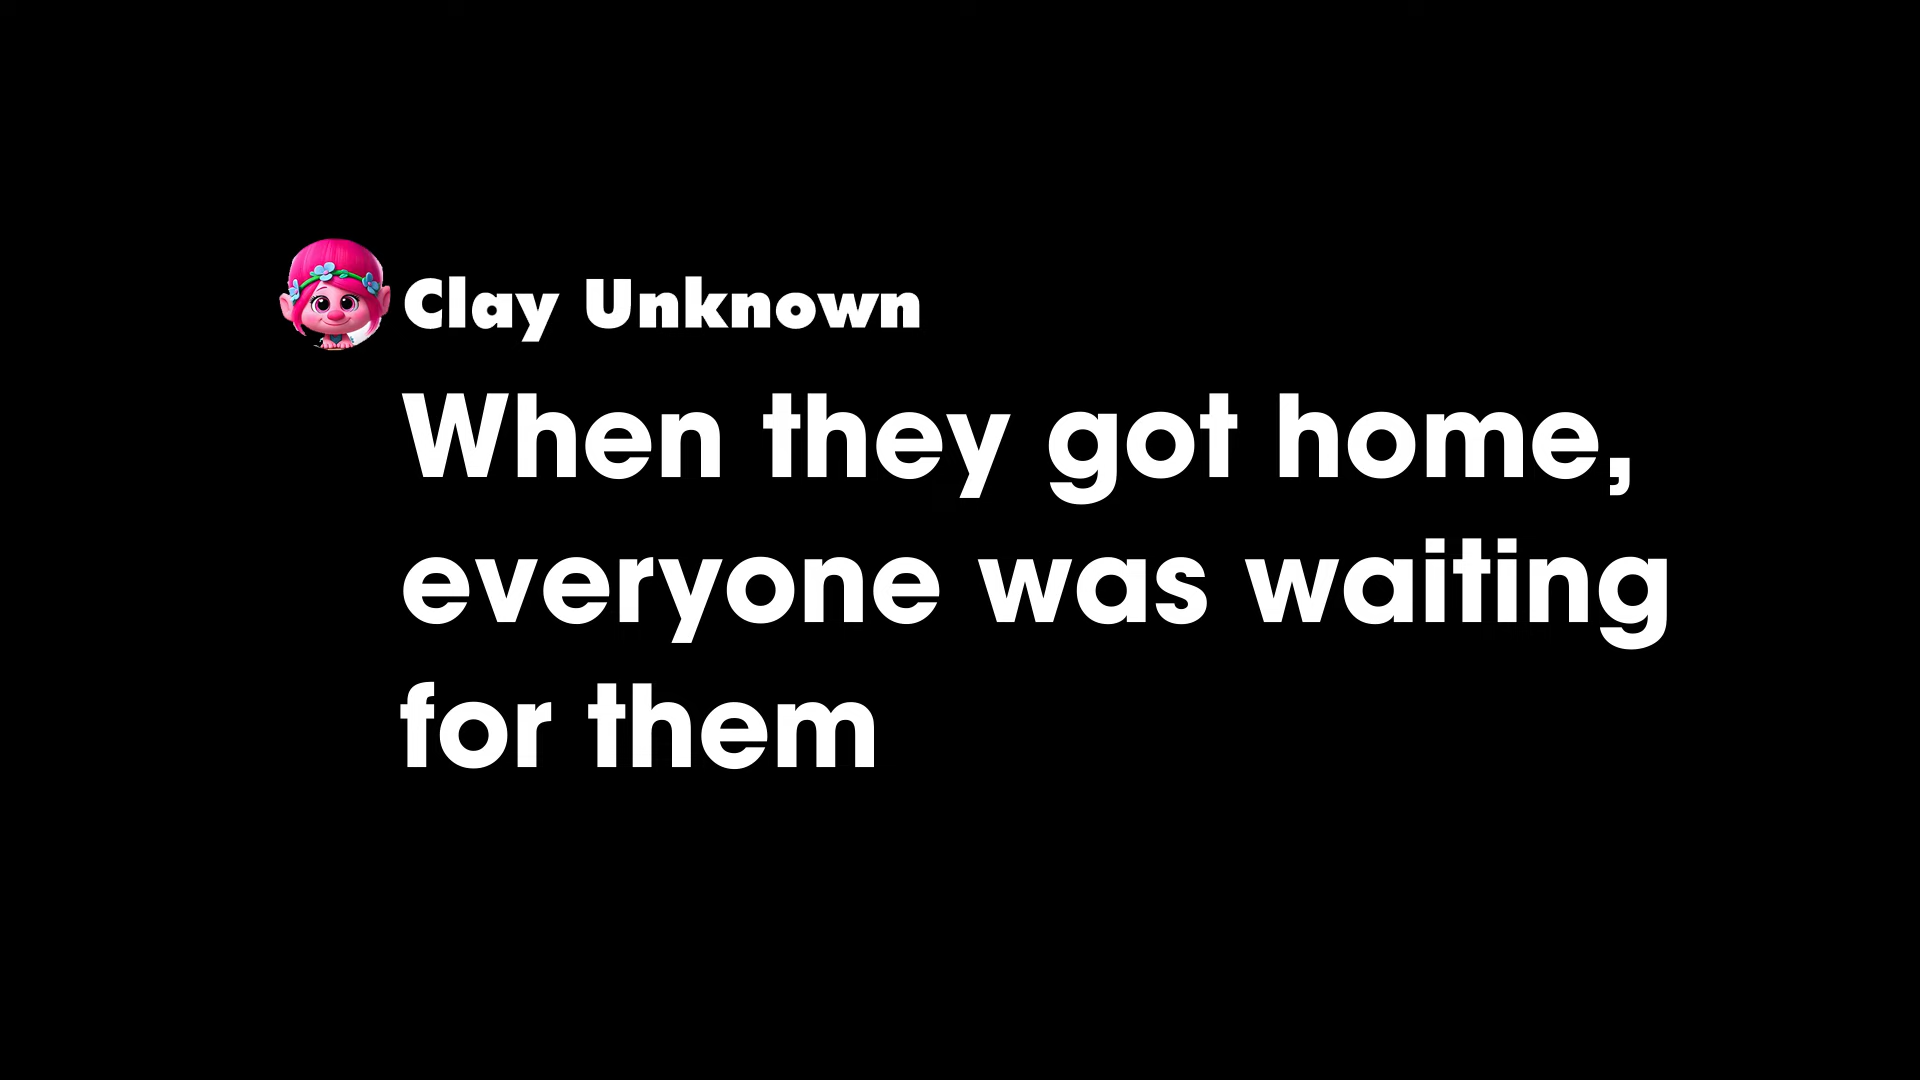 Clay Unknown
When they got home,
everyone was waiting
for them